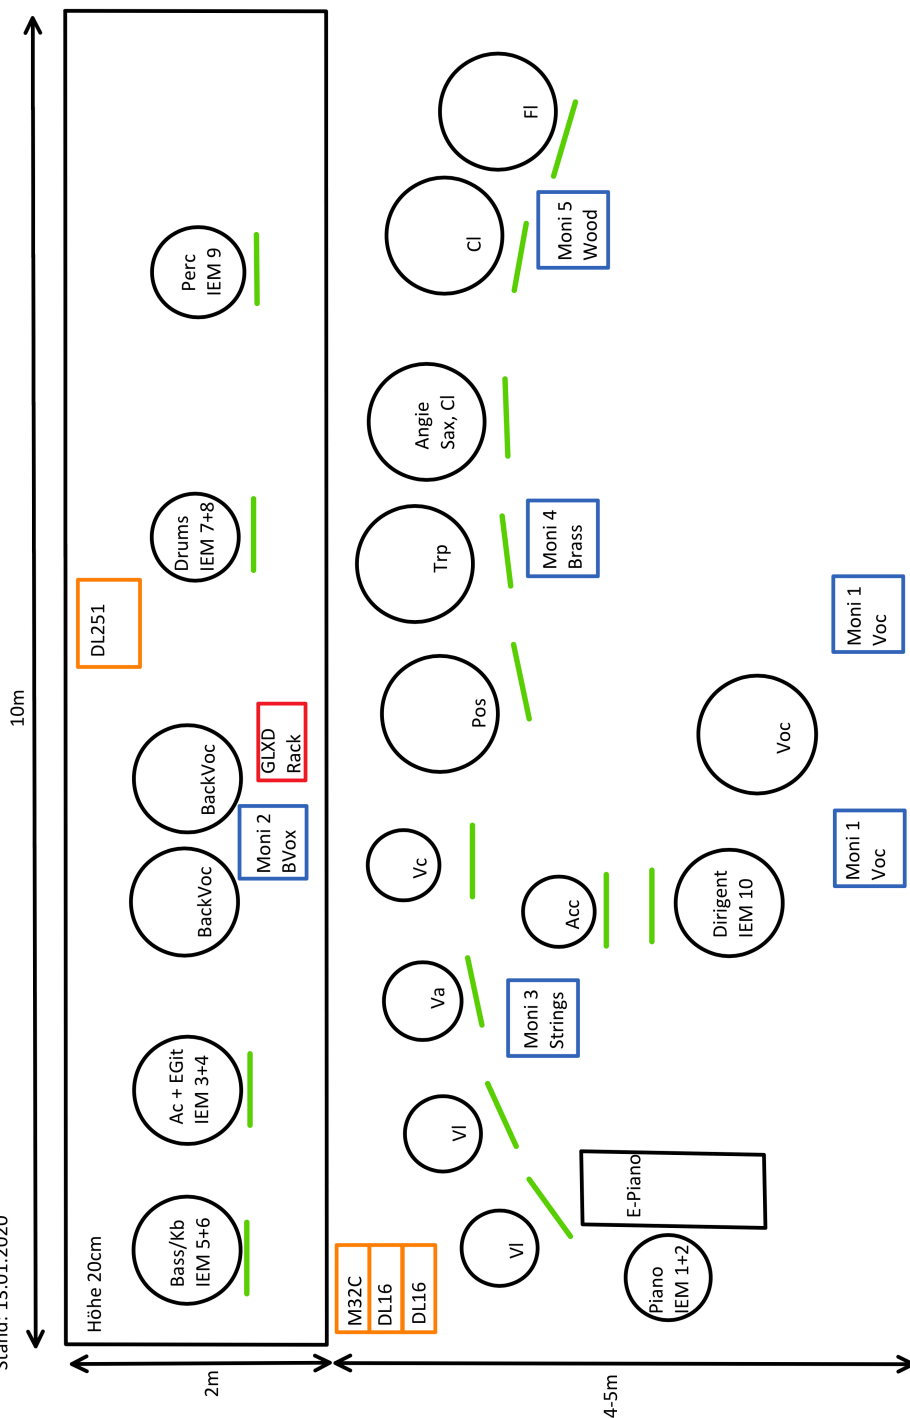 Stand:
10m
Höhe 20cm
DL251
Bass/Kb
IEM 5+6
Ac + EGit
IEM 3+4
BackVoc
BackVoc
Drums
IEM 7+8
Perc
IEM 9
2m
Moni 2
BVox
GLXD
Rack
M32C
DL16
DL16
Vl
Vl
Va
Vc
Pos
Trp
Angie
Sax, Cl
Cl
Fl
Moni 3
Strings
Moni 4
Brass
Moni 5
Wood
Acc
4-5m
E-Piano
Piano
IEM 1+2
Dirigent
IEM 10
Voc
Moni 1
Voc
Moni 1
Voc